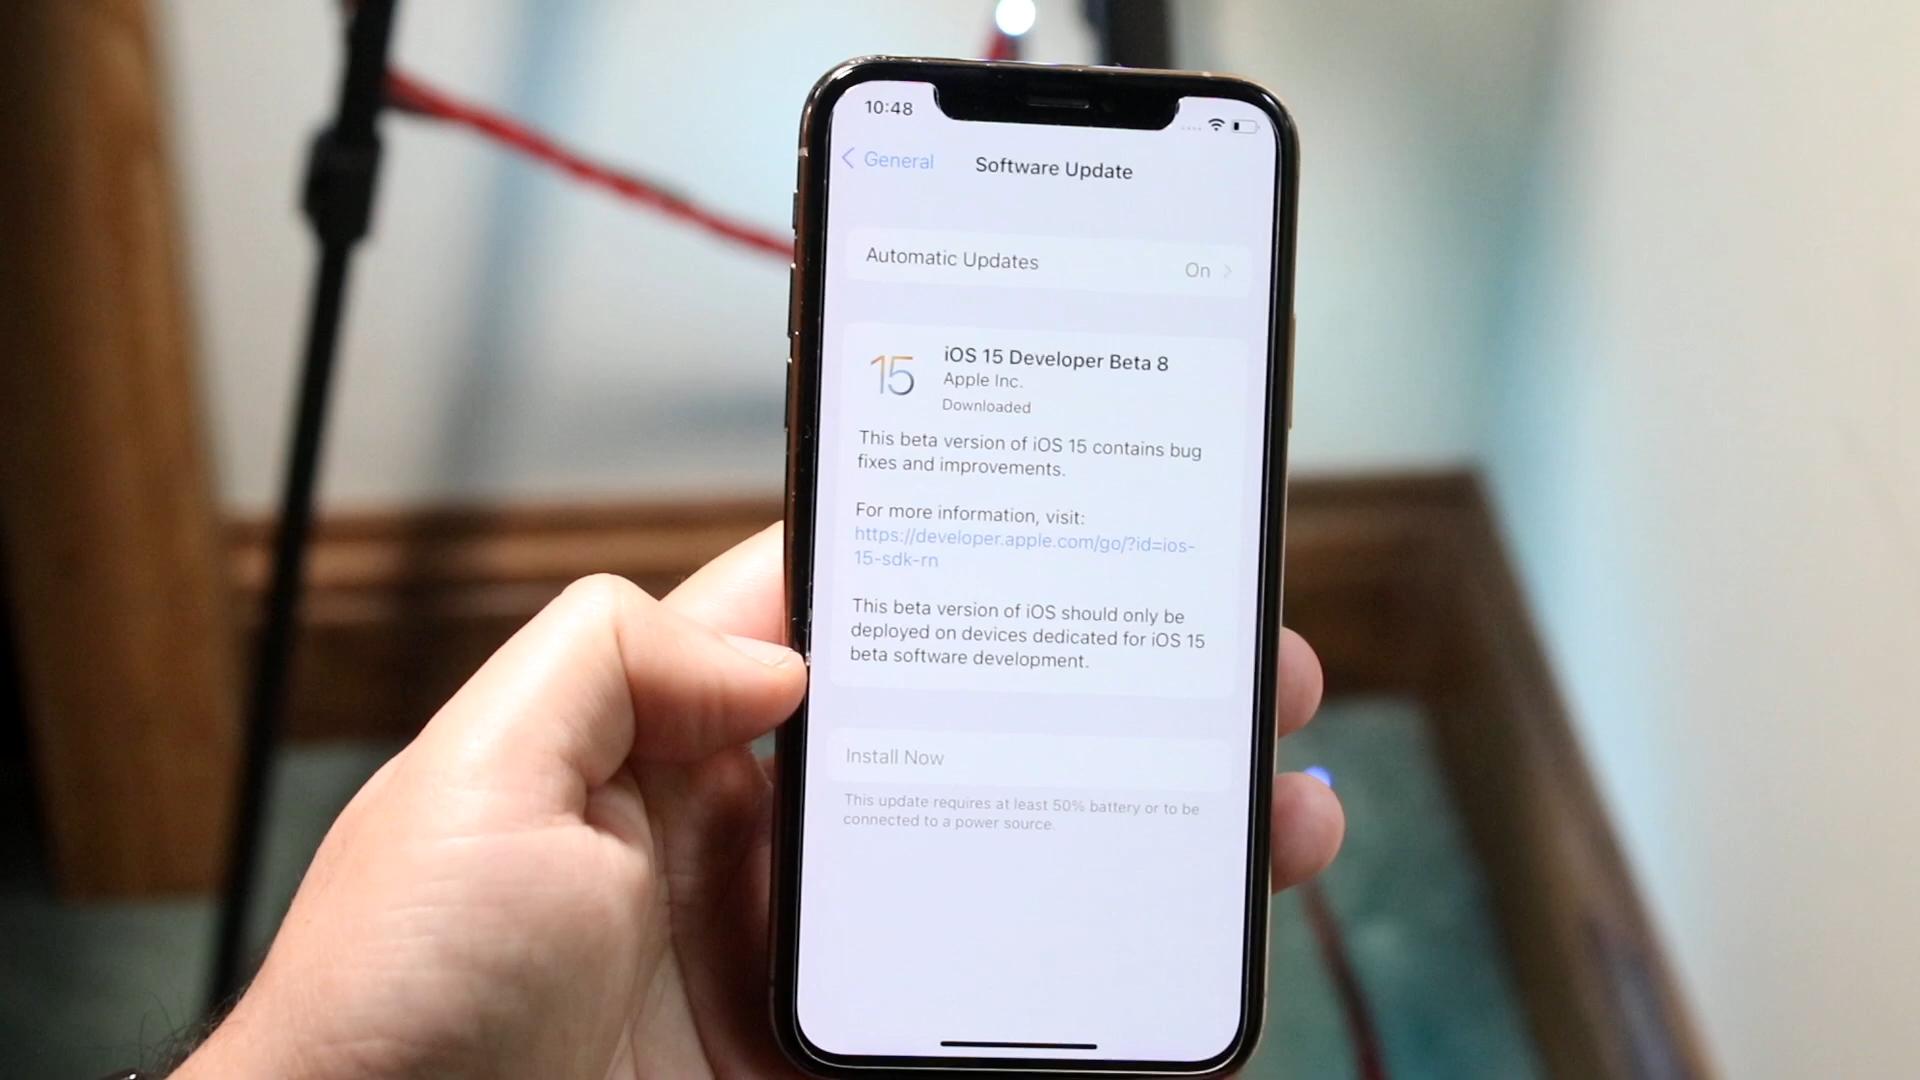 10:48
General
Software Update
Automatic Updates
On
15
iOS 15 Developer Beta 8
Apple Inc.
Downloaded
This beta version of iOS 15 contains bug
fixes and improvements.
For more information, visit:
https://developer.apple.com/go/?id=ios-
15-sdk-rn
This beta version of iOS should only be
deployed on devices dedicated for iOS 15
beta software development.
Install Now
This update requires at least 50% battery or to be
connected to a power source.